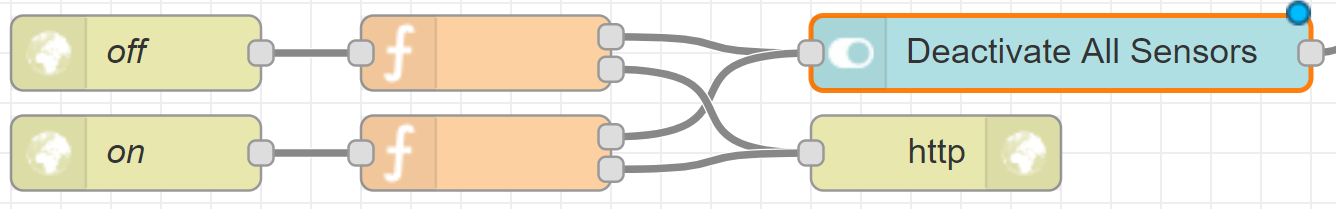 off
Deactivate All Sensors
on
http